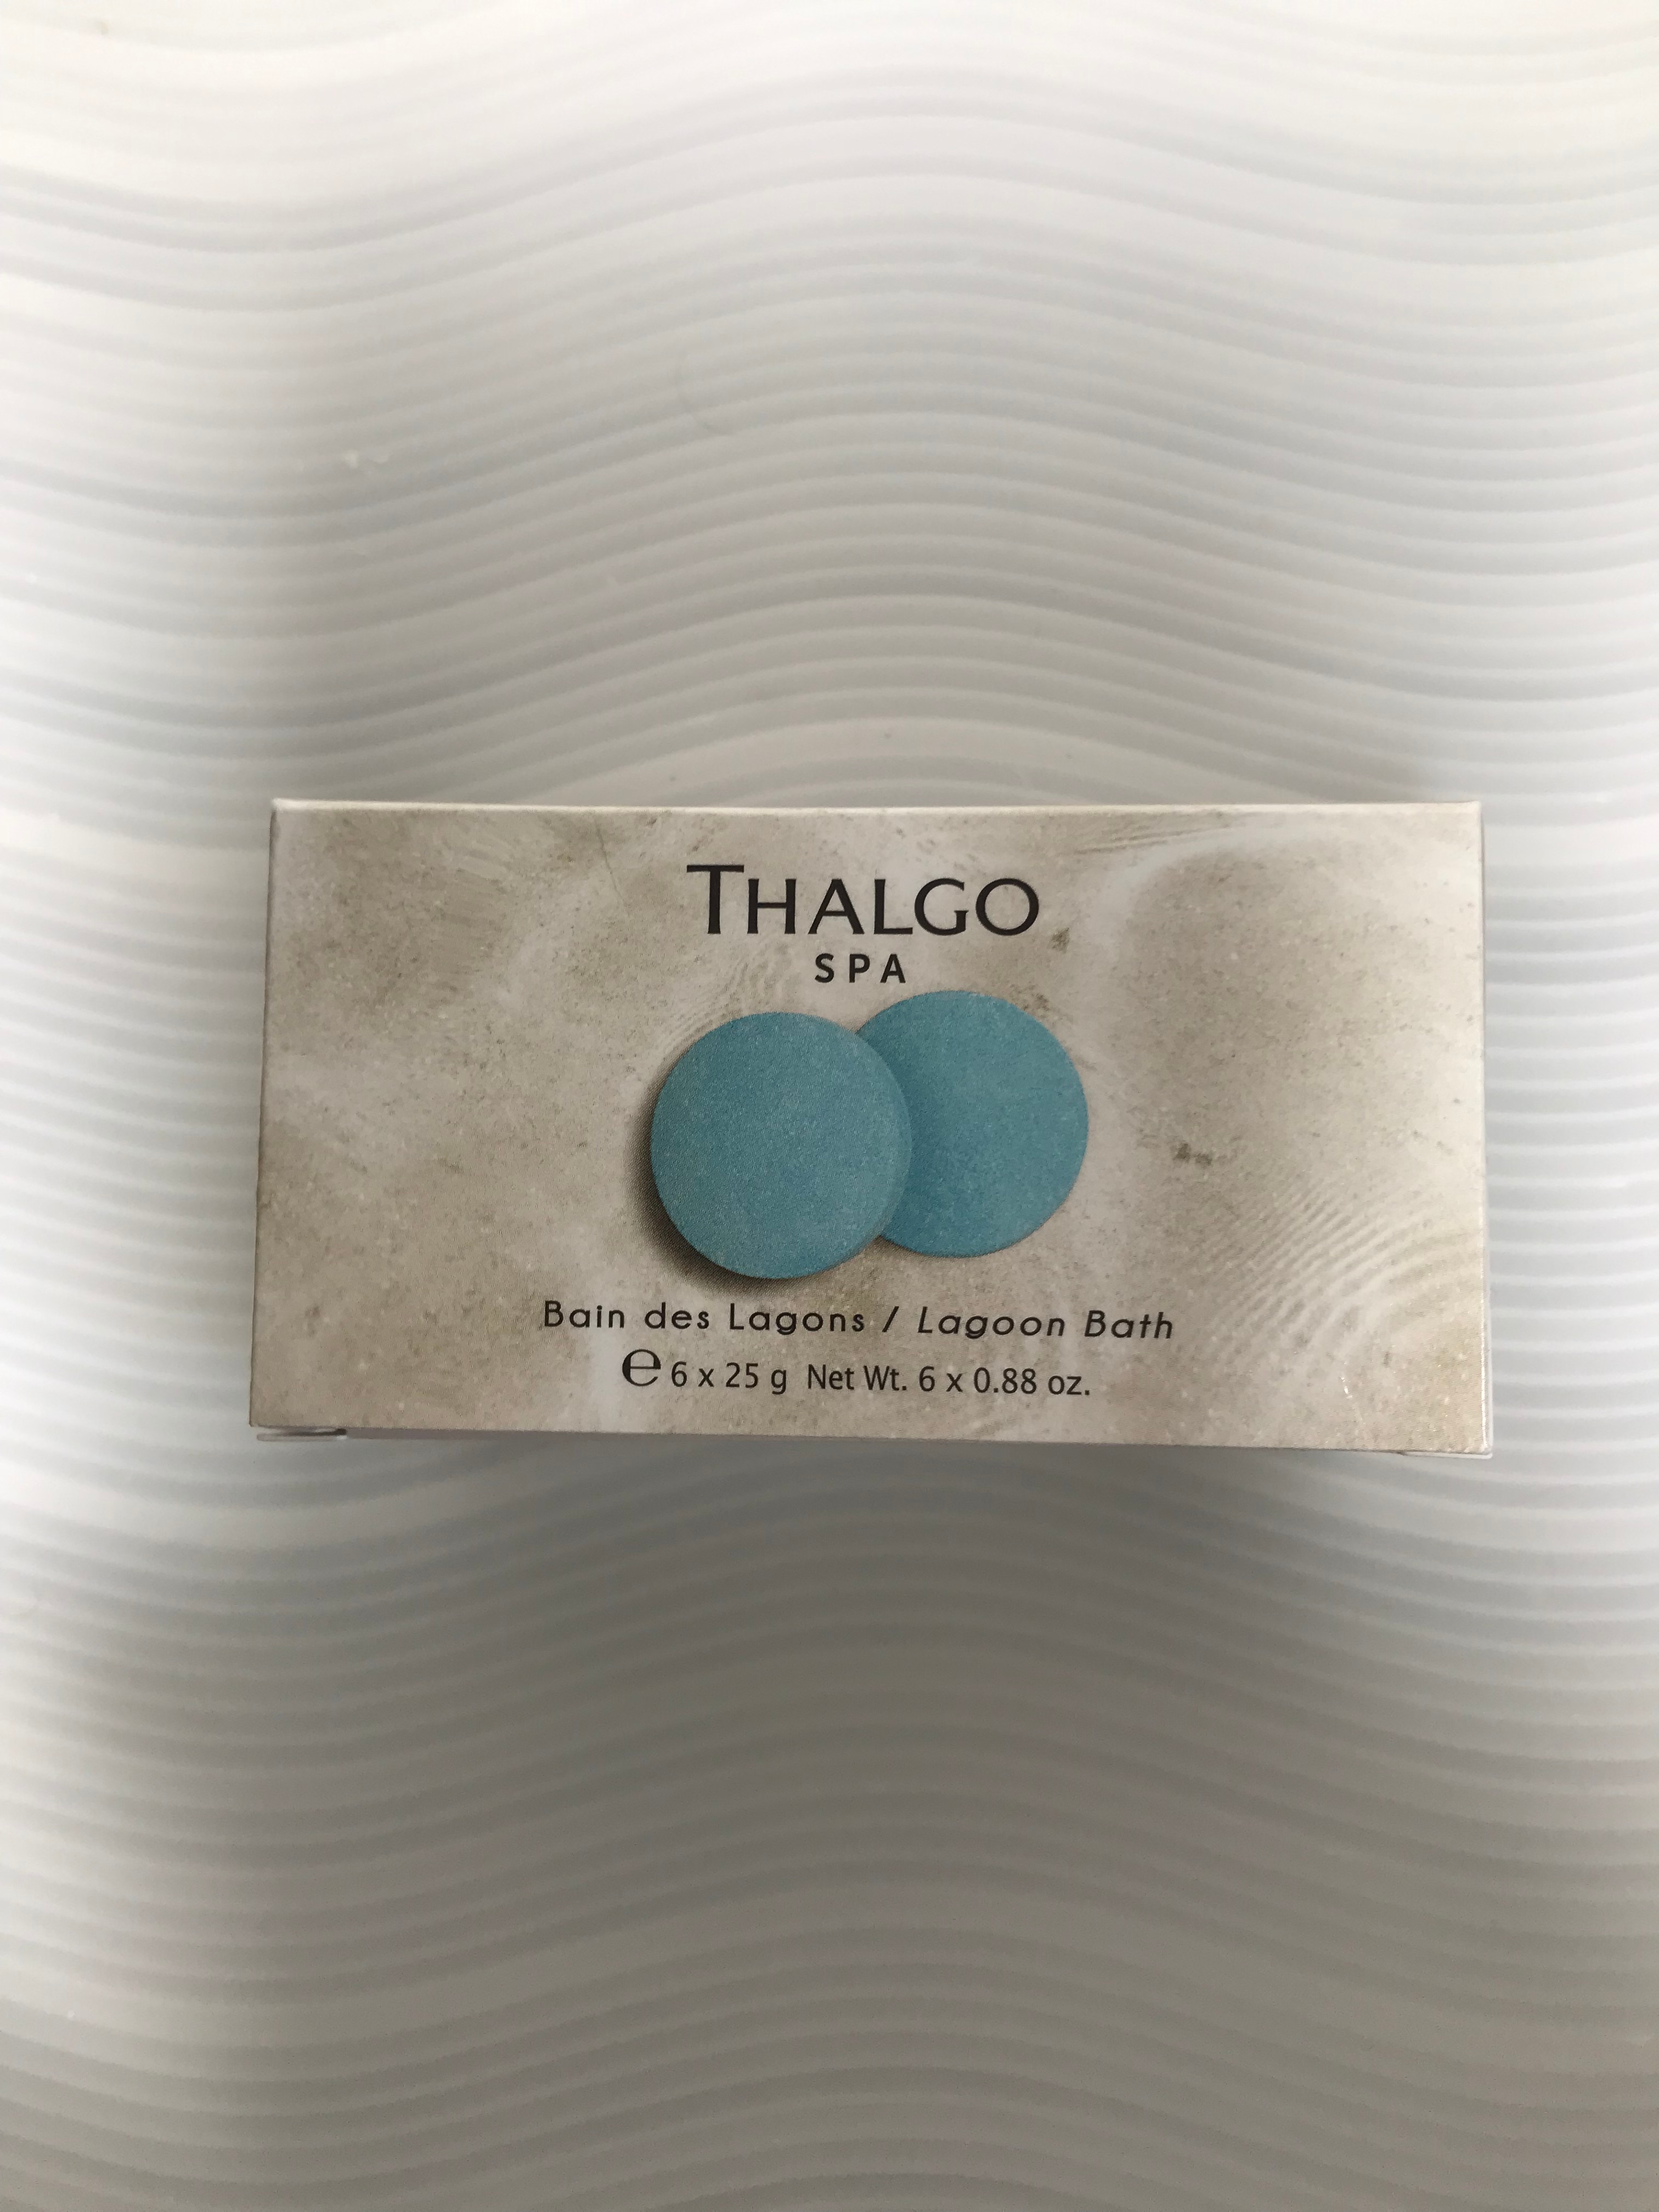 THALGO
SPA
Bain des Lagons / Lagoon Bath
℮ 6 x 25 g Net Wt. 6 x 0.88 oz.